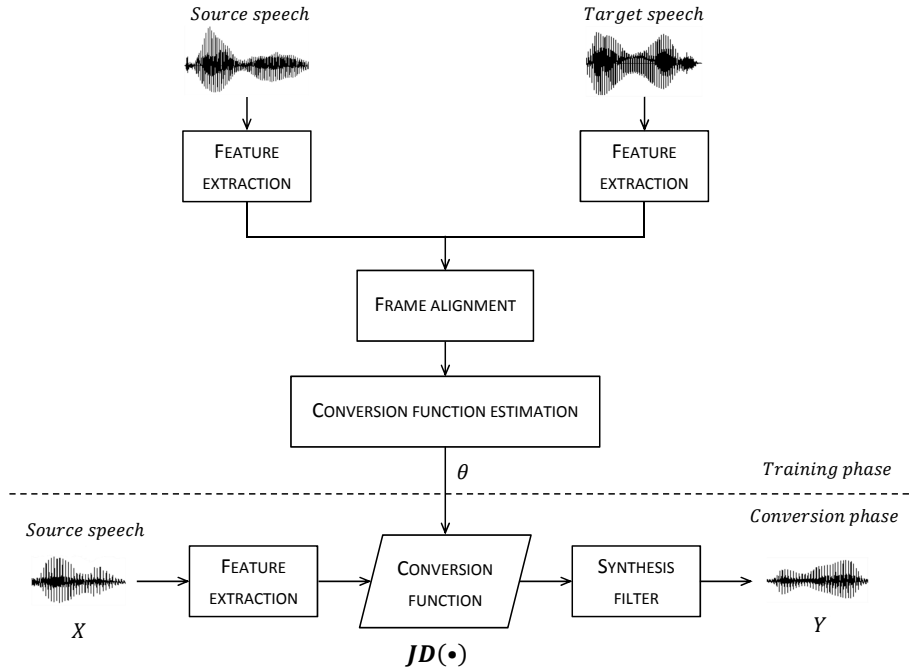 Source speech
Target speech
FEATURE
EXTRACTION
FEATURE
EXTRACTION
FRAME ALIGNMENT
CONVERSION FUNCTION ESTIMATION
θ
Training phase
Source speech
Conversion phase
FEATURE
EXTRACTION
CONVERSION
FUNCTION
SYNTHESIS
FILTER
X
Y
JD(•)